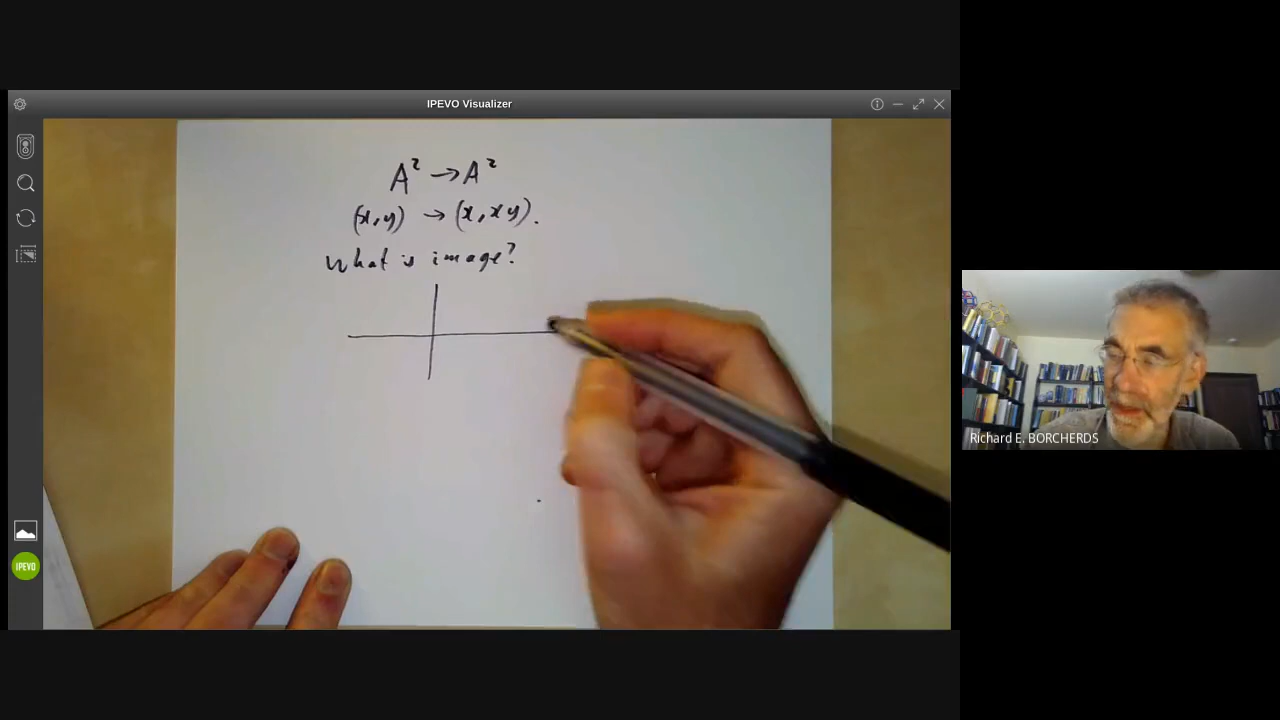 IPEVO Visualizer
A² → A²
(x,y) → (x, xy).
What is image?
IPEVO
Richard E. BORCHERDS